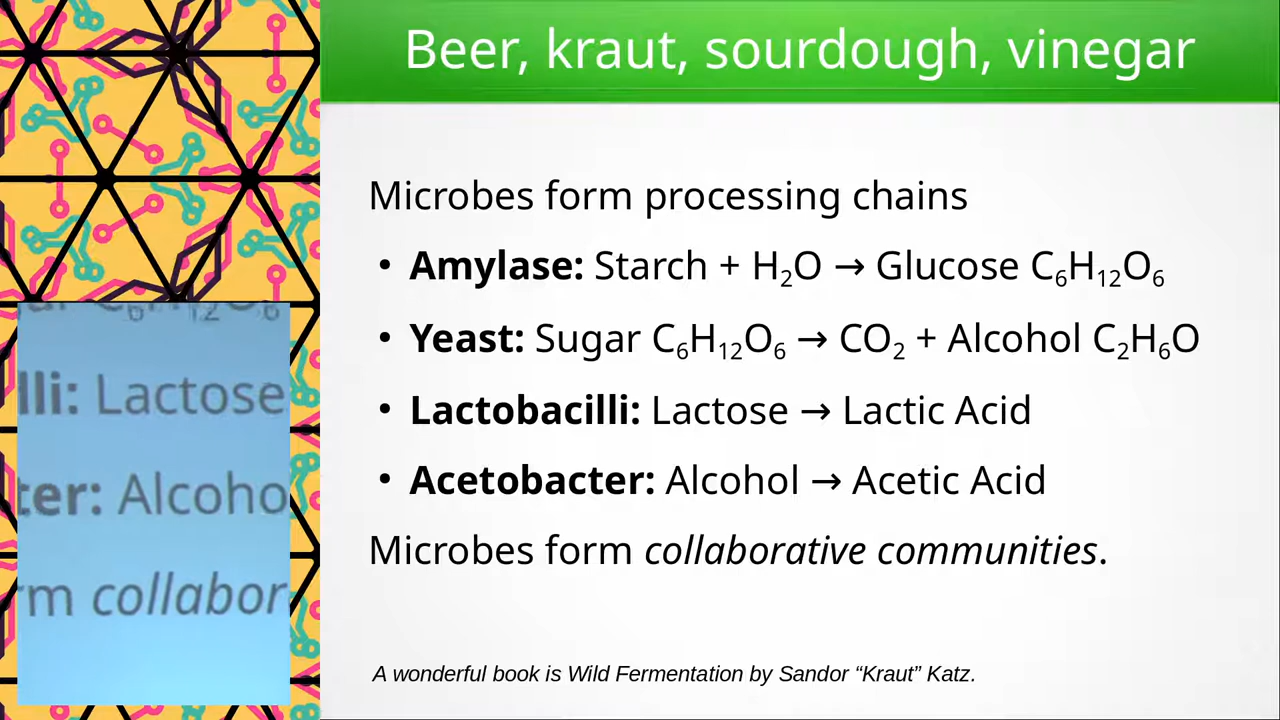 Beer, kraut, sourdough, vinegar
Microbes form processing chains
• Amylase: Starch + H₂O → Glucose C₆H₁₂O₆
• Yeast: Sugar C₆H₁₂O₆ → CO₂ + Alcohol C₂H₆O
• Lactobacilli: Lactose → Lactic Acid
• Acetobacter: Alcohol → Acetic Acid
Microbes form collaborative communities.
A wonderful book is Wild Fermentation by Sandor “Kraut” Katz.
lli: Lactose
ter: Alcoho
rm collabor